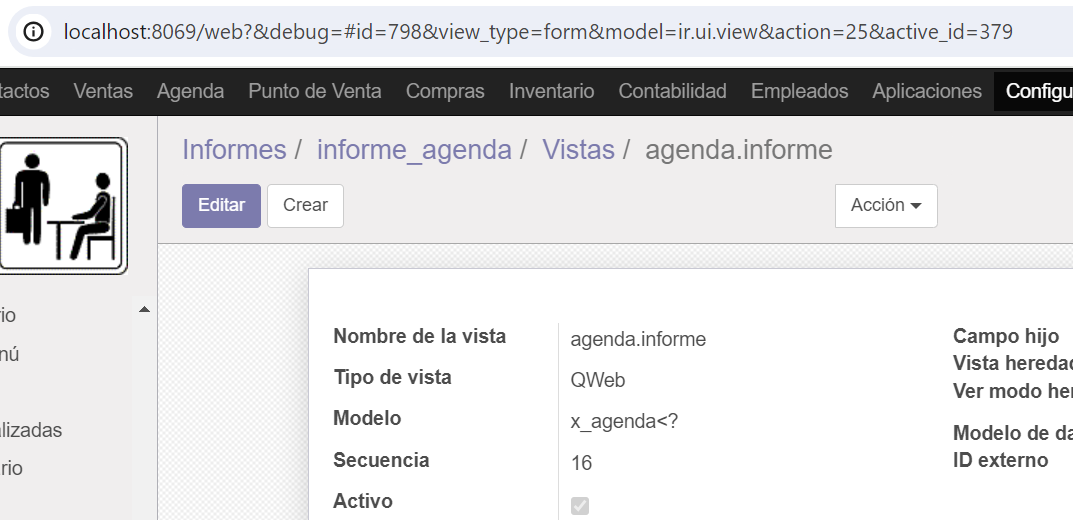 localhost:8069/web?&debug=#id=798&view_type=form&model=ir.ui.view&action=25&active_id=379
tactos Ventas Agenda Punto de Venta Compras Inventario Contabilidad Empleados Aplicaciones Configu
Informes / informe_agenda / Vistas / agenda.informe
Editar Crear Acción
rio
nú
lizadas
rio
Nombre de la vista agenda.informe
Tipo de vista QWeb
Modelo x_agenda<?
Secuencia 16
Activo
Campo hijo
Vista heredad
Ver modo her
Modelo de da
ID externo